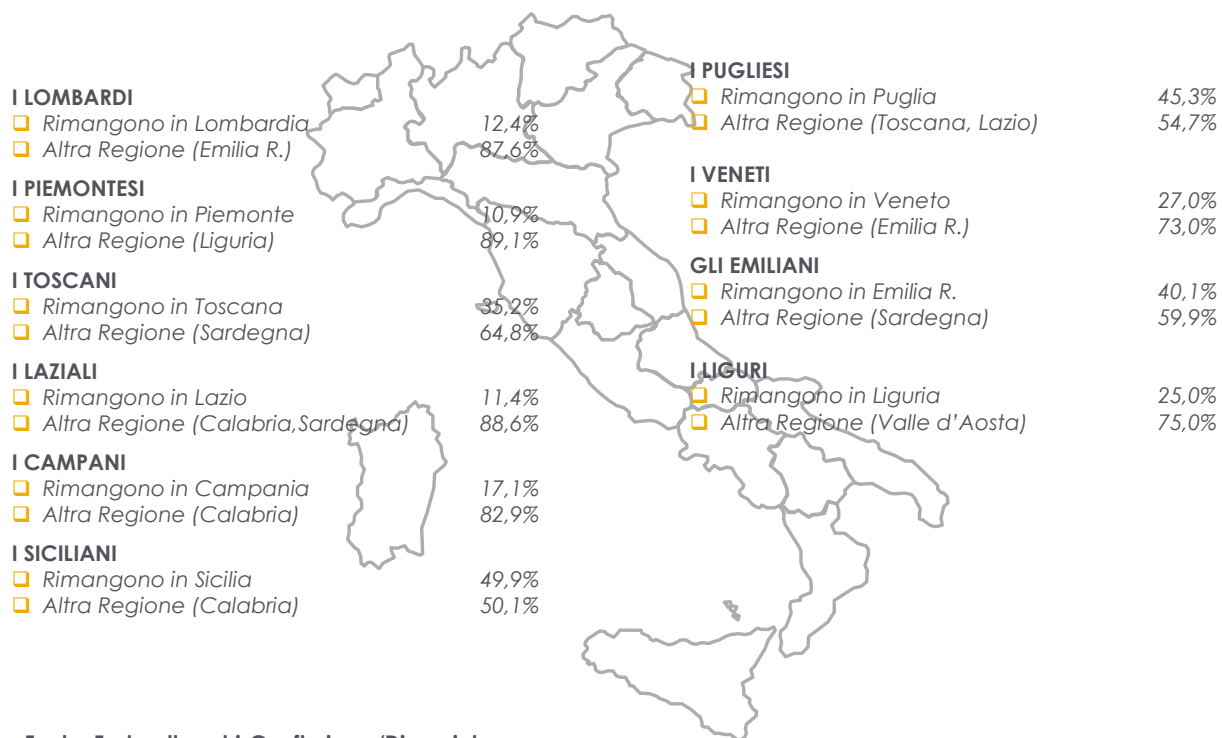 I LOMBARDI
Rimangono in Lombardia 12,4%
Altra Regione (Emilia R.) 87,6%
I PIEMONTESI
Rimangono in Piemonte 10,9%
Altra Regione (Liguria) 89,1%
I TOSCANI
Rimangono in Toscana 35,2%
Altra Regione (Sardegna) 64,8%
I LAZIALI
Rimangono in Lazio 11,4%
Altra Regione (Calabria,Sardegna) 88,6%
I CAMPANI
Rimangono in Campania 17,1%
Altra Regione (Calabria) 82,9%
I SICILIANI
Rimangono in Sicilia 49,9%
Altra Regione (Calabria) 50,1%
I PUGLIESI
Rimangono in Puglia 45,3%
Altra Regione (Toscana, Lazio) 54,7%
I VENETI
Rimangono in Veneto 27,0%
Altra Regione (Emilia R.) 73,0%
GLI EMILIANI
Rimangono in Emilia R. 40,1%
Altra Regione (Sardegna) 59,9%
I LIGURI
Rimangono in Liguria 25,0%
Altra Regione (Valle d'Aosta) 75,0%